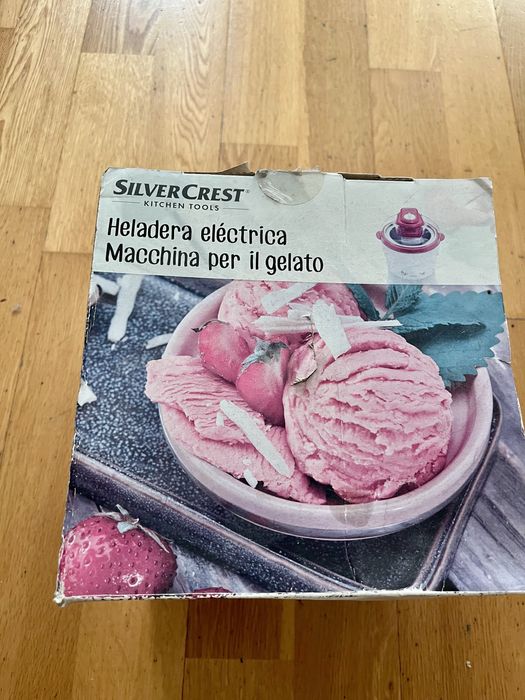 SILVERCREST®
KITCHEN TOOLS
Heladera eléctrica
Macchina per il gelato